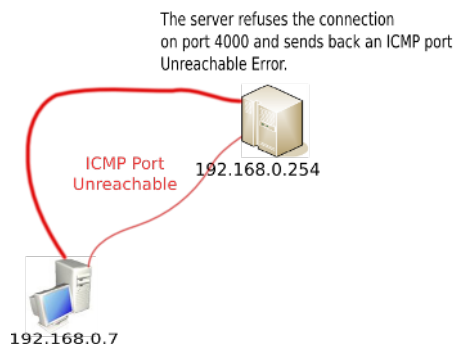 The server refuses the connection
on port 4000 and sends back an ICMP port
Unreachable Error.
ICMP Port
Unreachable
192.168.0.254
192.168.0.7